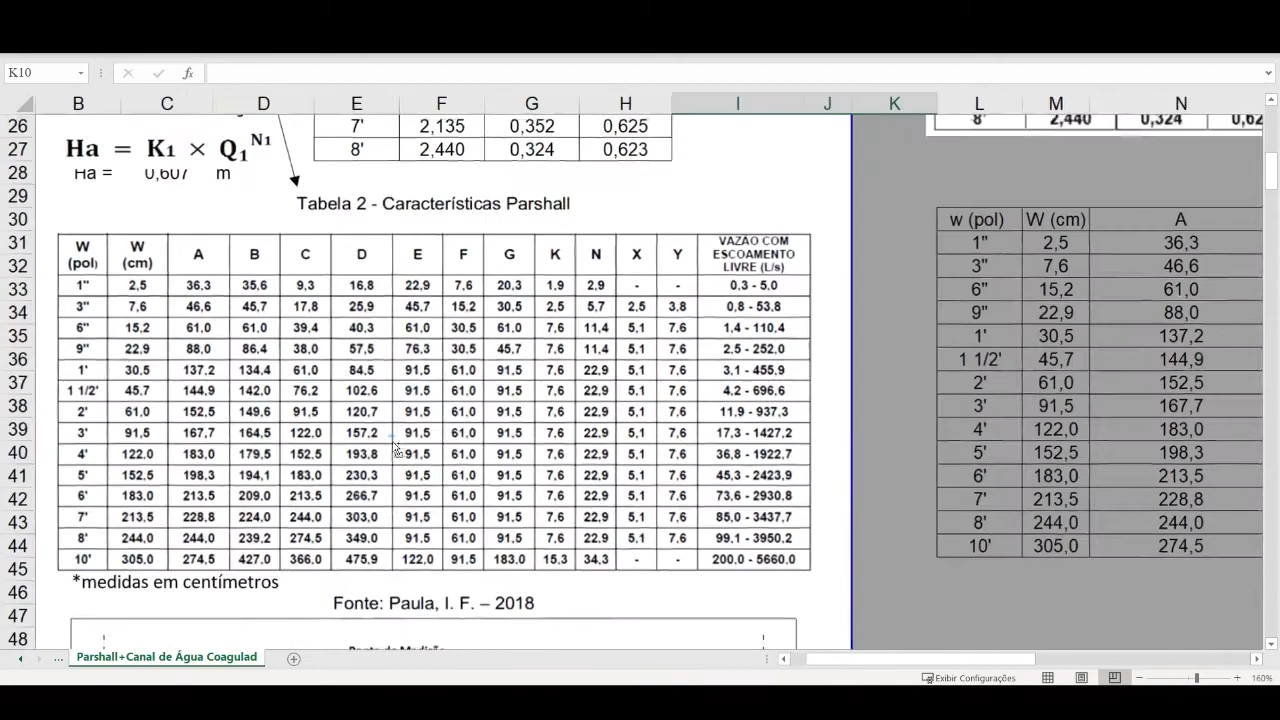 K10
fx
B C D E F G H I J K L M N
26 7' 2,135 0,352 0,625 8' 2,440 0,324
27 Ha = K1 × Q1^N1 8' 2,440 0,324 0,623
28 Ha = 0,607 m
29 Tabela 2 - Características Parshall
30 w (pol) W (cm) A
31 1" 2,5 36,3
32 3" 7,6 46,6
33 6" 15,2 61,0
34 9" 22,9 88,0
35 1' 30,5 137,2
36 1 1/2' 45,7 144,9
37 2' 61,0 152,5
38 3' 91,5 167,7
39 4' 122,0 183,0
40 5' 152,5 198,3
41 6' 183,0 213,5
42 7' 213,5 228,8
43 8' 244,0 244,0
44 10' 305,0 274,5
45
46
47
48
W (pol) W (cm) A B C D E F G K N X Y VAZÃO COM ESCOAMENTO LIVRE (L/s)
1" 2,5 36,3 35,6 9,3 16,8 22,9 7,6 20,3 1,9 2,9 - - 0,3 - 5,0
3" 7,6 46,6 45,7 17,8 25,9 45,7 15,2 30,5 2,5 5,7 2,5 3,8 0,8 - 53,8
6" 15,2 61,0 61,0 39,4 40,3 61,0 30,5 61,0 7,6 11,4 5,1 7,6 1,4 - 110,4
9" 22,9 88,0 86,4 38,0 57,5 76,3 30,5 45,7 7,6 11,4 5,1 7,6 2,5 - 252,0
1' 30,5 137,2 134,4 61,0 84,5 91,5 61,0 91,5 7,6 22,9 5,1 7,6 3,1 - 455,9
1 1/2' 45,7 144,9 142,0 76,2 102,6 91,5 61,0 91,5 7,6 22,9 5,1 7,6 4,2 - 696,6
2' 61,0 152,5 149,6 91,5 120,7 91,5 61,0 91,5 7,6 22,9 5,1 7,6 11,9 - 937,3
3' 91,5 167,7 164,5 122,0 157,2 91,5 61,0 91,5 7,6 22,9 5,1 7,6 17,3 - 1427,2
4' 122,0 183,0 179,5 152,5 193,8 91,5 61,0 91,5 7,6 22,9 5,1 7,6 36,8 - 1922,7
5' 152,5 198,3 194,1 183,0 230,3 91,5 61,0 91,5 7,6 22,9 5,1 7,6 45,3 - 2423,9
6' 183,0 213,5 209,0 213,5 266,7 91,5 61,0 91,5 7,6 22,9 5,1 7,6 73,6 - 2930,8
7' 213,5 228,8 224,0 244,0 303,0 91,5 61,0 91,5 7,6 22,9 5,1 7,6 85,0 - 3437,7
8' 244,0 244,0 239,2 274,5 349,0 91,5 61,0 91,5 7,6 22,9 5,1 7,6 99,1 - 3950,2
10' 305,0 274,5 427,0 366,0 475,9 122,0 91,5 183,0 15,3 34,3 - - 200,0 - 5660,0
*medidas em centímetros
Fonte: Paula, I. F. – 2018
... Parshall+Canal de Água Coagulad
Exibir Configurações 160%